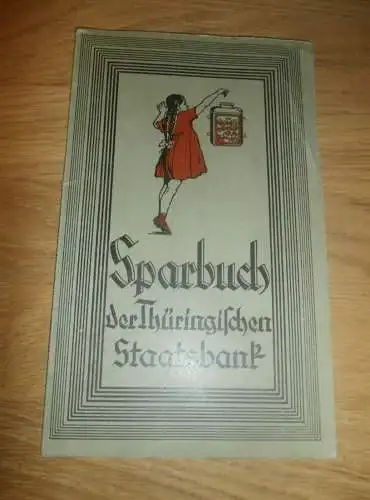 Sparbuch
der Thüringischen
Staatsbank